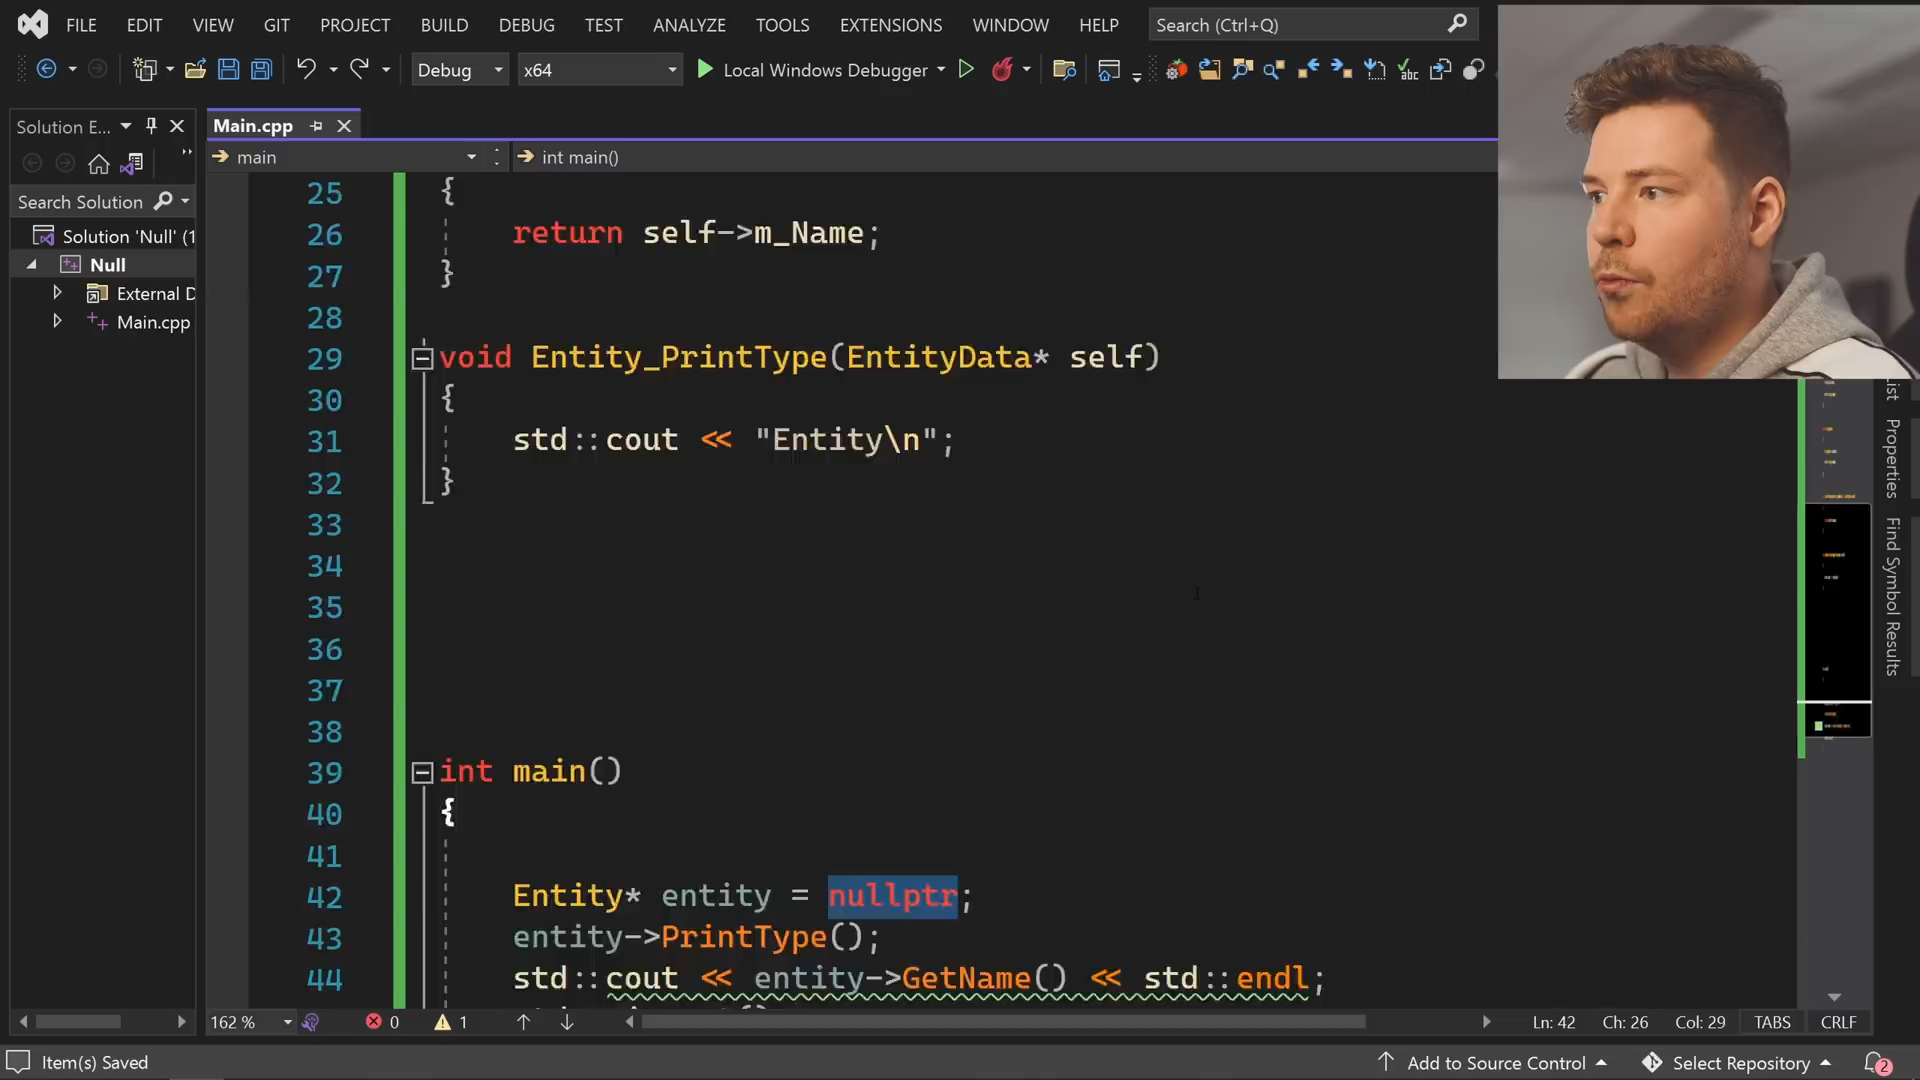 FILE EDIT VIEW GIT PROJECT BUILD DEBUG TEST ANALYZE TOOLS EXTENSIONS WINDOW HELP Search (Ctrl+Q)
Debug x64 Local Windows Debugger
Solution E... Main.cpp
main int main()
Search Solution
Solution 'Null' (1
Null
External D
Main.cpp
25 {
26 return self->m_Name;
27 }
28
29 void Entity_PrintType(EntityData* self)
30 {
31 std::cout << "Entity\n";
32 }
33
34
35
36
37
38
39 int main()
40 {
41
42 Entity* entity = nullptr;
43 entity->PrintType();
44 std::cout << entity->GetName() << std::endl;
List
Properties
Find Symbol Results
162 % 0 1 Ln: 42 Ch: 26 Col: 29 TABS CRLF
Item(s) Saved Add to Source Control Select Repository 2